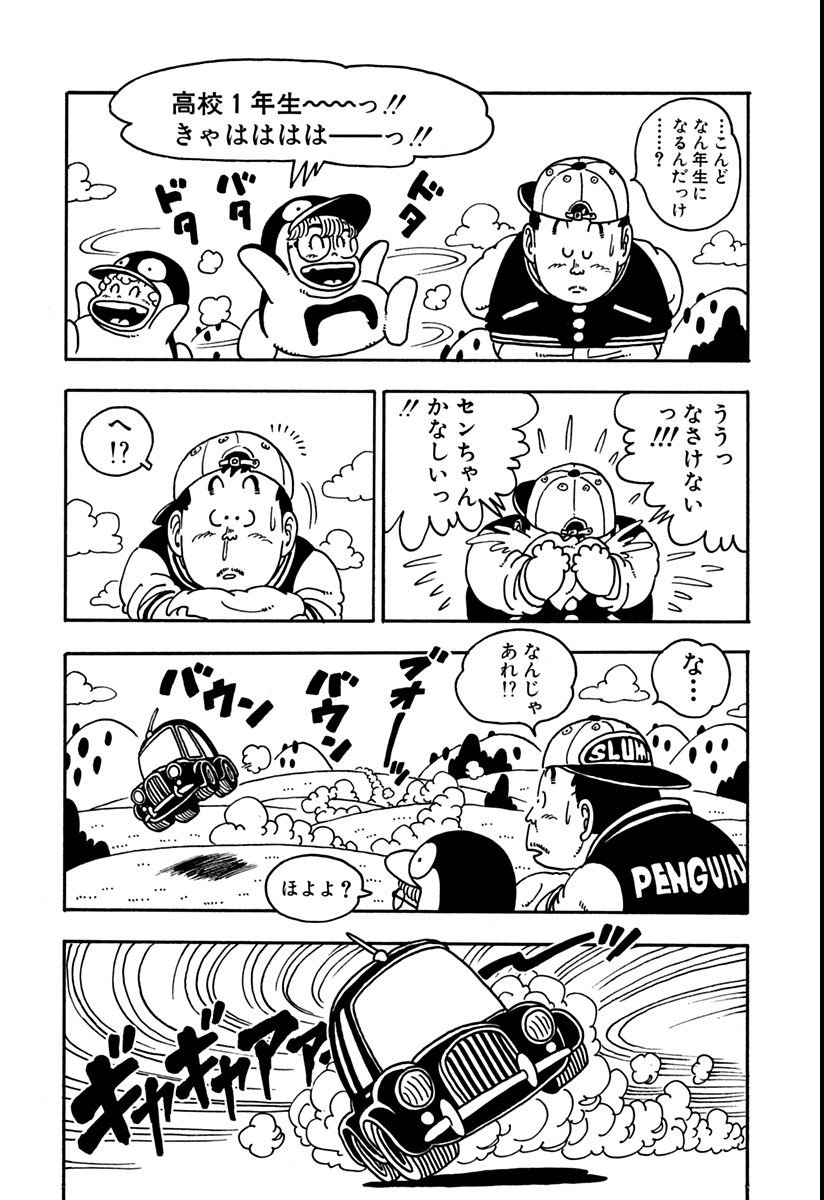 …こんど
なん年生に
なるんだっけ
……？
高校１年生～～～っ!!
きゃはははは――っ!!
ドタ
バタ
ドタ
ううっ
なさけない
っ!!!
センちゃん
かなしいっ
!!
へ
!?
な…
なんじゃ
あれ!?
SLUMP
PENGUIN
ブオーーッ
バウン
バウン
ほよよ？
ーッ
ギャギャアアァ